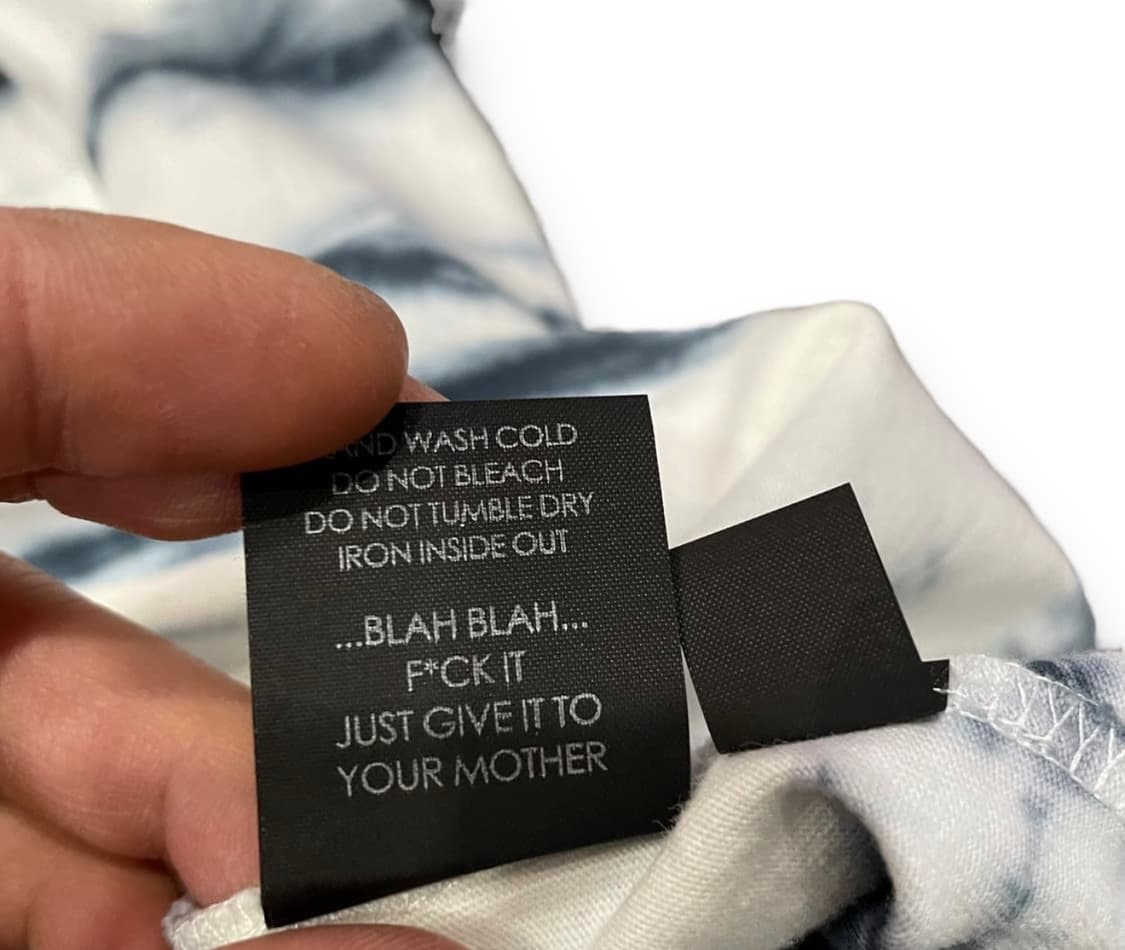 AND WASH COLD
DO NOT BLEACH
DO NOT TUMBLE DRY
IRON INSIDE OUT
...BLAH BLAH...
F*CK IT
JUST GIVE IT TO
YOUR MOTHER